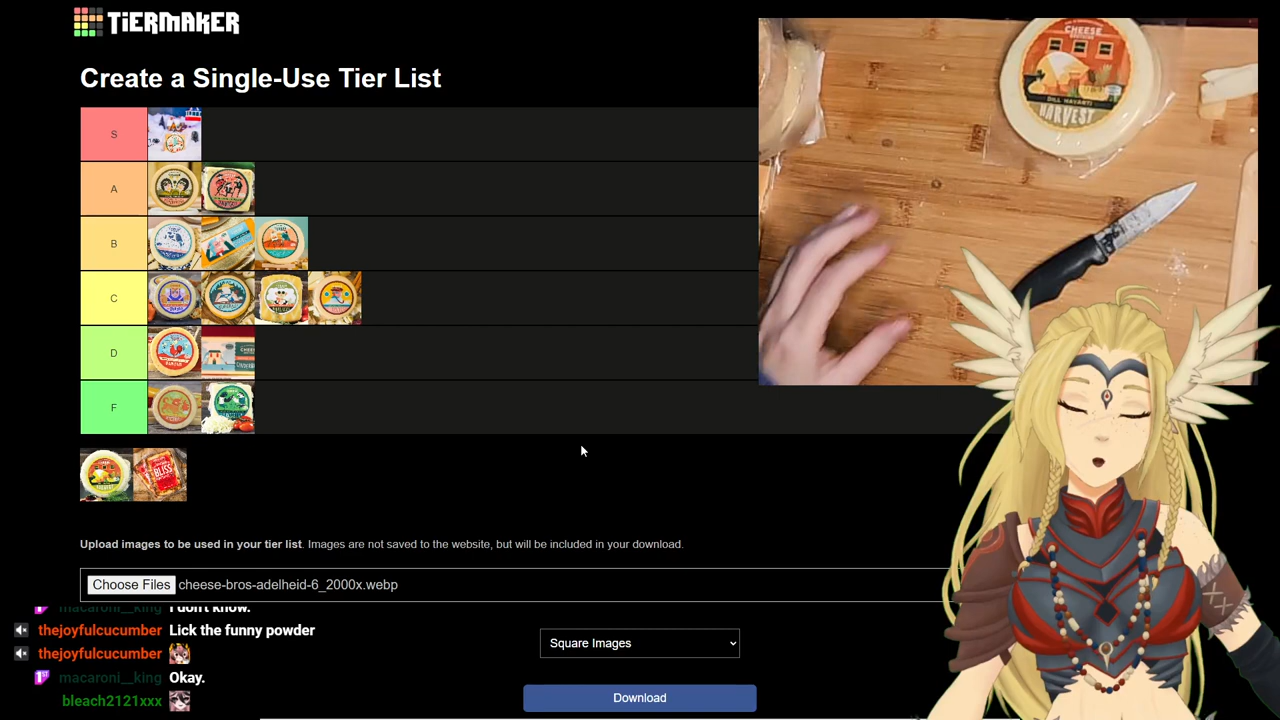 TiERMAKER
Create a Single-Use Tier List
S
A
B
C
D
F
CHEESE
DILL HAVARTI
HARVEST
BLISS
Upload images to be used in your tier list. Images are not saved to the website, but will be included in your download.
Choose Files cheese-bros-adelheid-6_2000x.webp
macaroni__king I don't know.
thejoyfulcucumber Lick the funny powder
thejoyfulcucumber
macaroni__king Okay.
bleach2121xxx
Square Images
Download